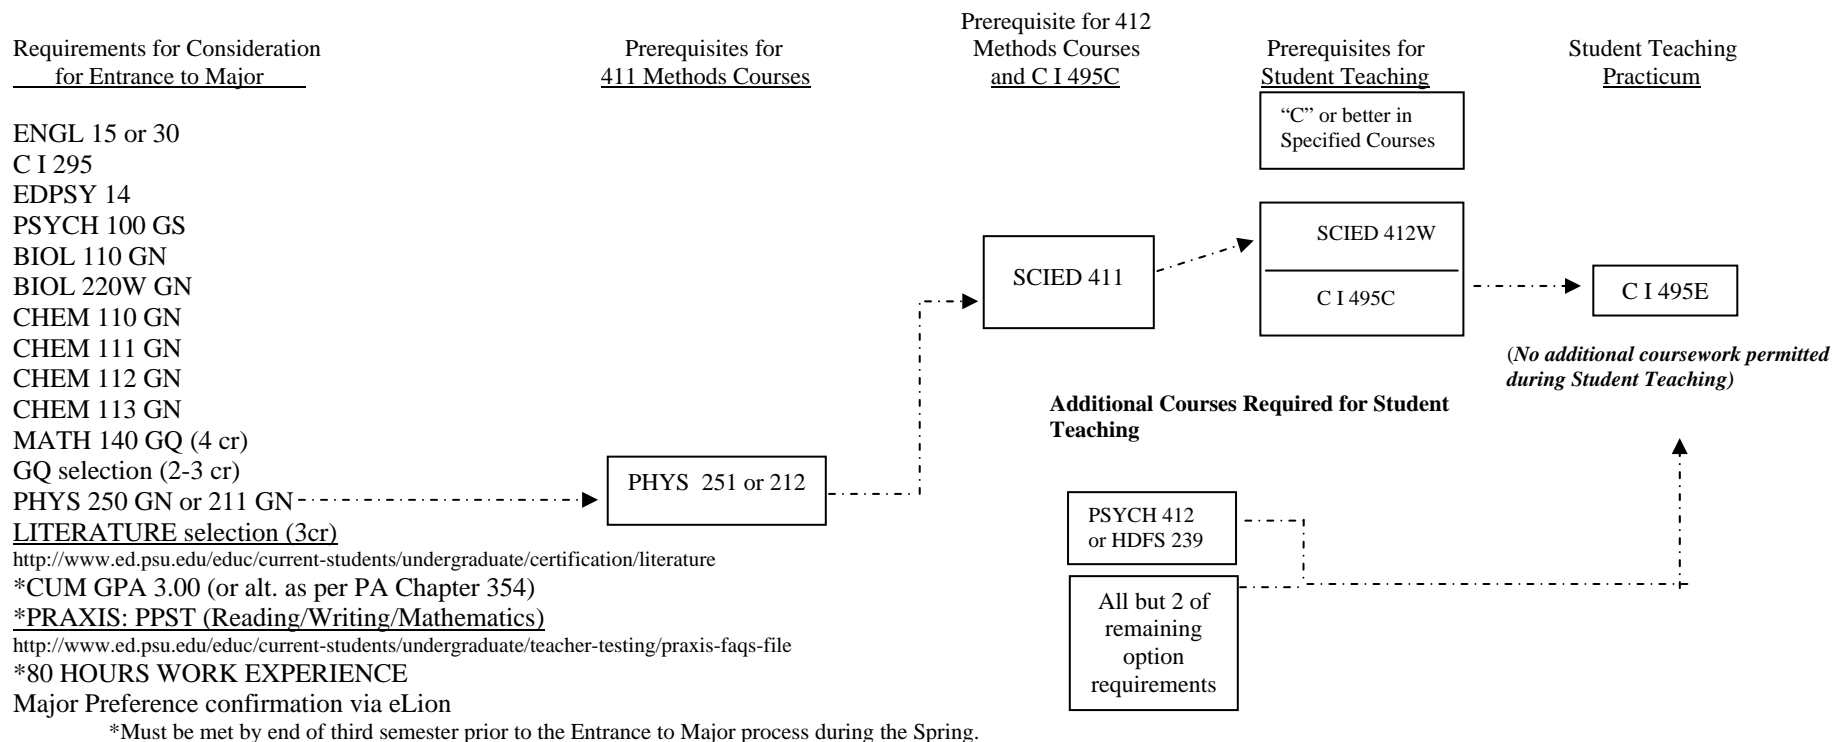 Requirements for Consideration
for Entrance to Major
Prerequisites for
411 Methods Courses
Prerequisite for 412
Methods Courses
and C I 495C
Prerequisites for
Student Teaching
Student Teaching
Practicum
ENGL 15 or 30
C I 295
EDPSY 14
PSYCH 100 GS
BIOL 110 GN
BIOL 220W GN
CHEM 110 GN
CHEM 111 GN
CHEM 112 GN
CHEM 113 GN
MATH 140 GQ (4 cr)
GQ selection (2-3 cr)
PHYS 250 GN or 211 GN
LITERATURE selection (3cr)
http://www.ed.psu.edu/educ/current-students/undergraduate/certification/literature
*CUM GPA 3.00 (or alt. as per PA Chapter 354)
*PRAXIS: PPST (Reading/Writing/Mathematics)
http://www.ed.psu.edu/educ/current-students/undergraduate/teacher-testing/praxis-faqs-file
*80 HOURS WORK EXPERIENCE
Major Preference confirmation via eLion
*Must be met by end of third semester prior to the Entrance to Major process during the Spring.
PHYS 251 or 212
SCIED 411
“C” or better in
Specified Courses
SCIED 412W
C I 495C
C I 495E
(No additional coursework permitted
during Student Teaching)
Additional Courses Required for Student
Teaching
PSYCH 412
or HDFS 239
All but 2 of
remaining
option
requirements